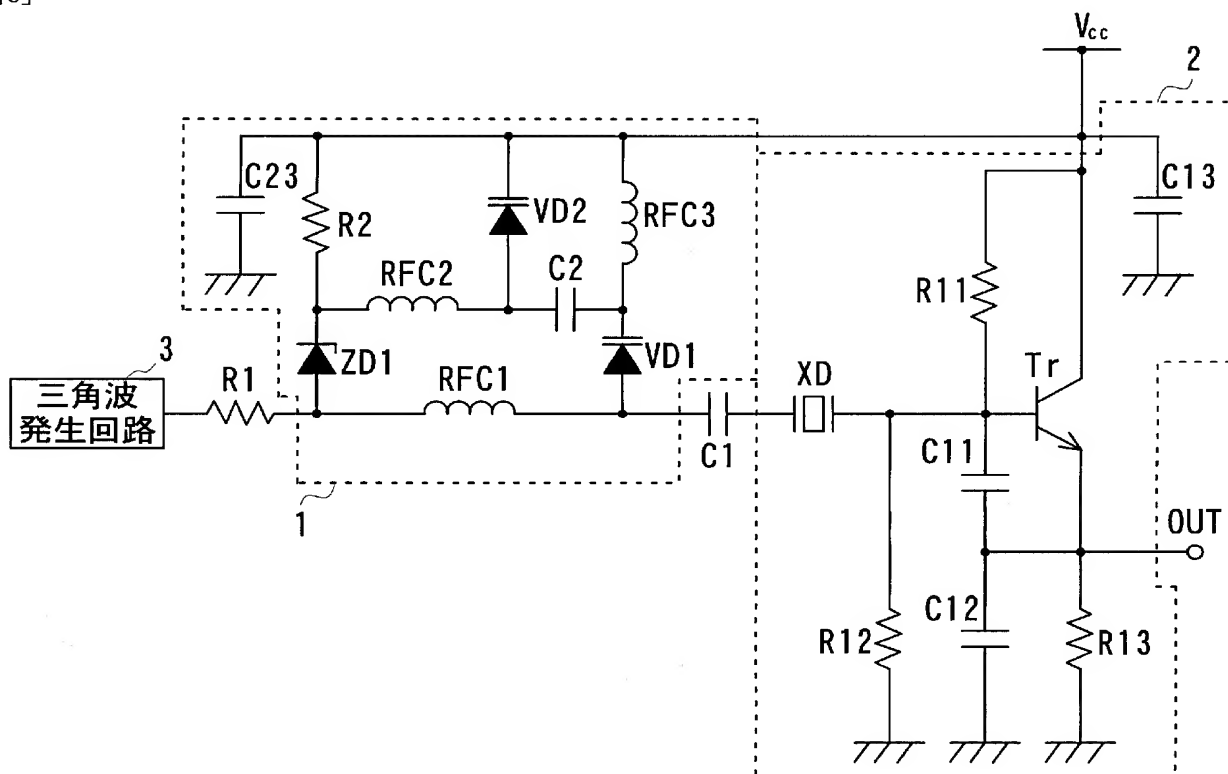 Vcc
2
C23
R2
VD2
RFC3
C13
RFC2
C2
R11
3
ZD1
VD1
三角波
発生回路
R1
RFC1
XD
Tr
C1
C11
1
OUT
R12
C12
R13